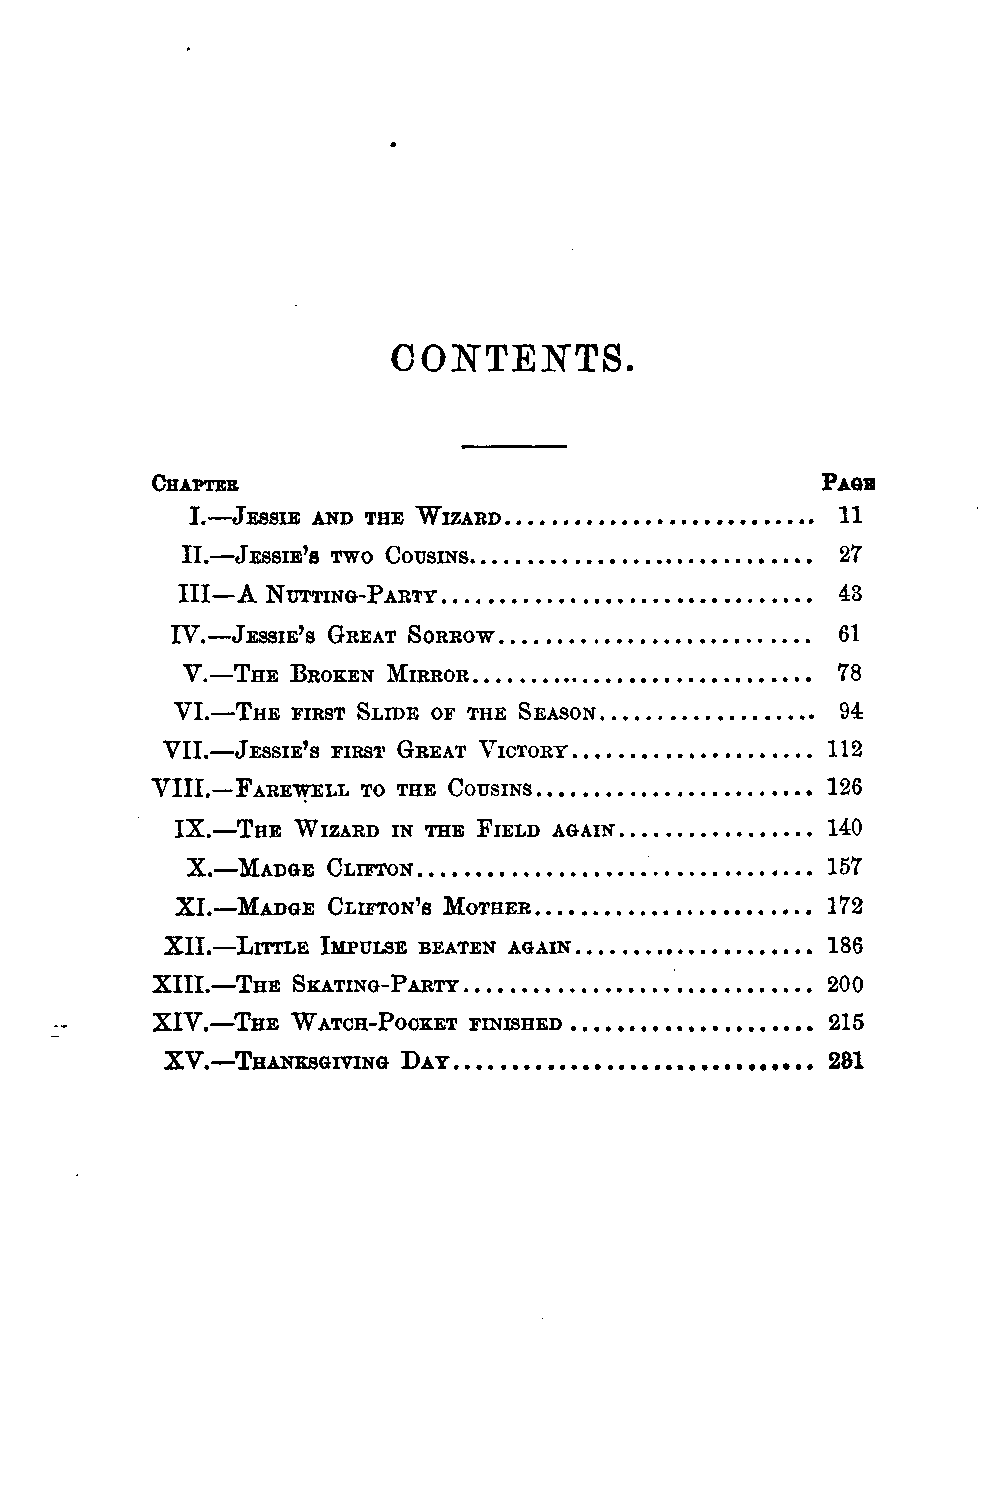 CONTENTS.
CHAPTER PAGE
I.—JESSIE AND THE WIZARD........................... 11
II.—JESSIE'S TWO COUSINS.............................. 27
III—A NUTTING-PARTY................................ 43
IV.—JESSIE'S GREAT SORROW........................... 61
V.—THE BROKEN MIRROR.............................. 78
VI.—THE FIRST SLIDE OF THE SEASON................... 94
VII.—JESSIE'S FIRST GREAT VICTORY..................... 112
VIII.—FAREWELL TO THE COUSINS........................ 126
IX.—THE WIZARD IN THE FIELD AGAIN................. 140
X.—MADGE CLIFTON.................................. 157
XI.—MADGE CLIFTON'S MOTHER........................ 172
XII.—LITTLE IMPULSE BEATEN AGAIN..................... 186
XIII.—THE SKATING-PARTY.............................. 200
XIV.—THE WATCH-POCKET FINISHED ..................... 215
XV.—THANKSGIVING DAY............................... 231